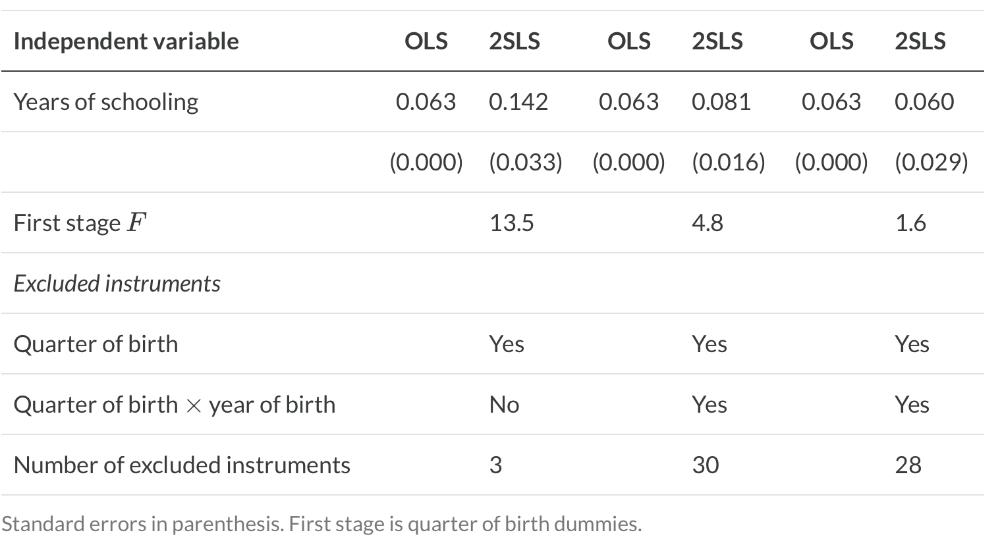 Independent variable OLS 2SLS OLS 2SLS OLS 2SLS
Years of schooling 0.063 0.142 0.063 0.081 0.063 0.060
(0.000) (0.033) (0.000) (0.016) (0.000) (0.029)
First stage F 13.5 4.8 1.6
Excluded instruments
Quarter of birth Yes Yes Yes
Quarter of birth × year of birth No Yes Yes
Number of excluded instruments 3 30 28
Standard errors in parenthesis. First stage is quarter of birth dummies.